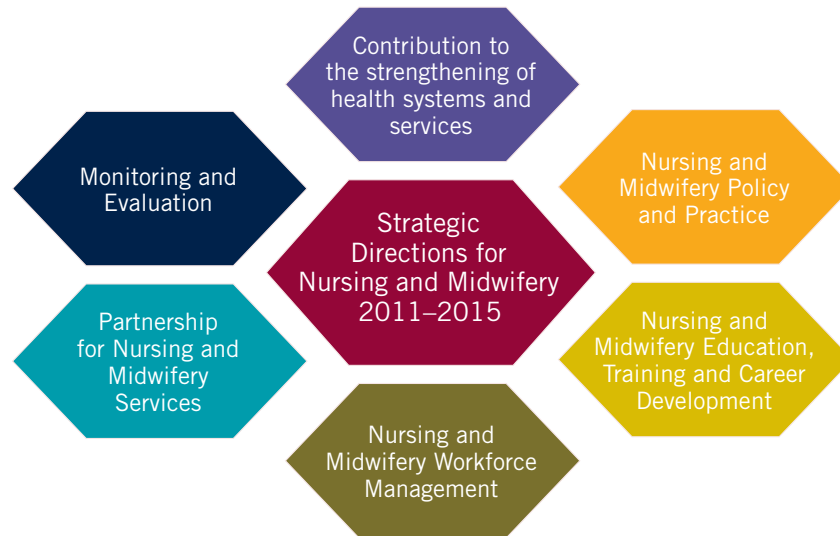 Contribution to
the strengthening of
health systems and
services
Monitoring and
Evaluation
Nursing and
Midwifery Policy
and Practice
Strategic
Directions for
Nursing and Midwifery
2011–2015
Partnership
for Nursing and
Midwifery
Services
Nursing and
Midwifery Education,
Training and Career
Development
Nursing and
Midwifery Workforce
Management